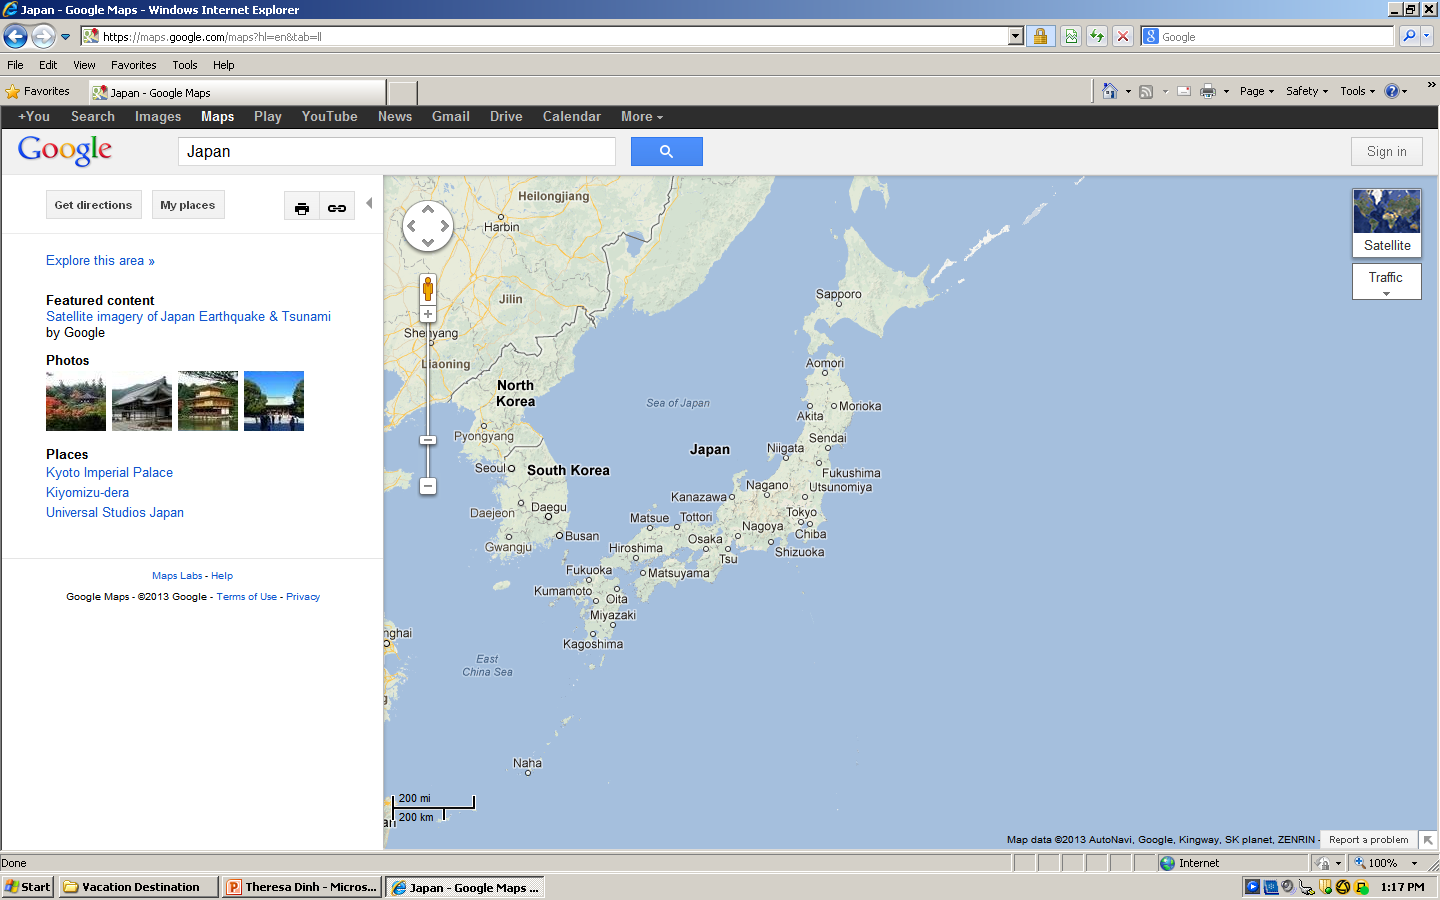 Japan - Google Maps - Windows Internet Explorer
https://maps.google.com/maps?hl=en&tab=ll
Google
File Edit View Favorites Tools Help
Favorites
Japan - Google Maps
Page Safety Tools
+You Search Images Maps Play YouTube News Gmail Drive Calendar More
Google
Japan
Sign in
Get directions
My places
Explore this area »
Featured content
Satellite imagery of Japan Earthquake & Tsunami
by Google
Photos
Places
Kyoto Imperial Palace
Kiyomizu-dera
Universal Studios Japan
Maps Labs - Help
Google Maps - ©2013 Google - Terms of Use - Privacy
Satellite
Traffic
Heilongjiang
Harbin
Jilin
Shenyang
Liaoning
North
Korea
Pyongyang
Seoul
South Korea
Daejeon
Daegu
Gwangju
Busan
Sea of Japan
Japan
Sapporo
Aomori
Akita
Morioka
Sendai
Niigata
Fukushima
Utsunomiya
Nagano
Kanazawa
Tokyo
Chiba
Matsue
Tottori
Nagoya
Osaka
Shizuoka
Hiroshima
Tsu
Fukuoka
Matsuyama
Kumamoto
Oita
Miyazaki
Kagoshima
nghai
East
China Sea
Naha
200 mi
200 km
an
Map data ©2013 AutoNavi, Google, Kingway, SK planet, ZENRIN -
Report a problem
Done
Internet
100%
Start
Vacation Destination
Theresa Dinh - Micros...
Japan - Google Maps ...
1:17 PM